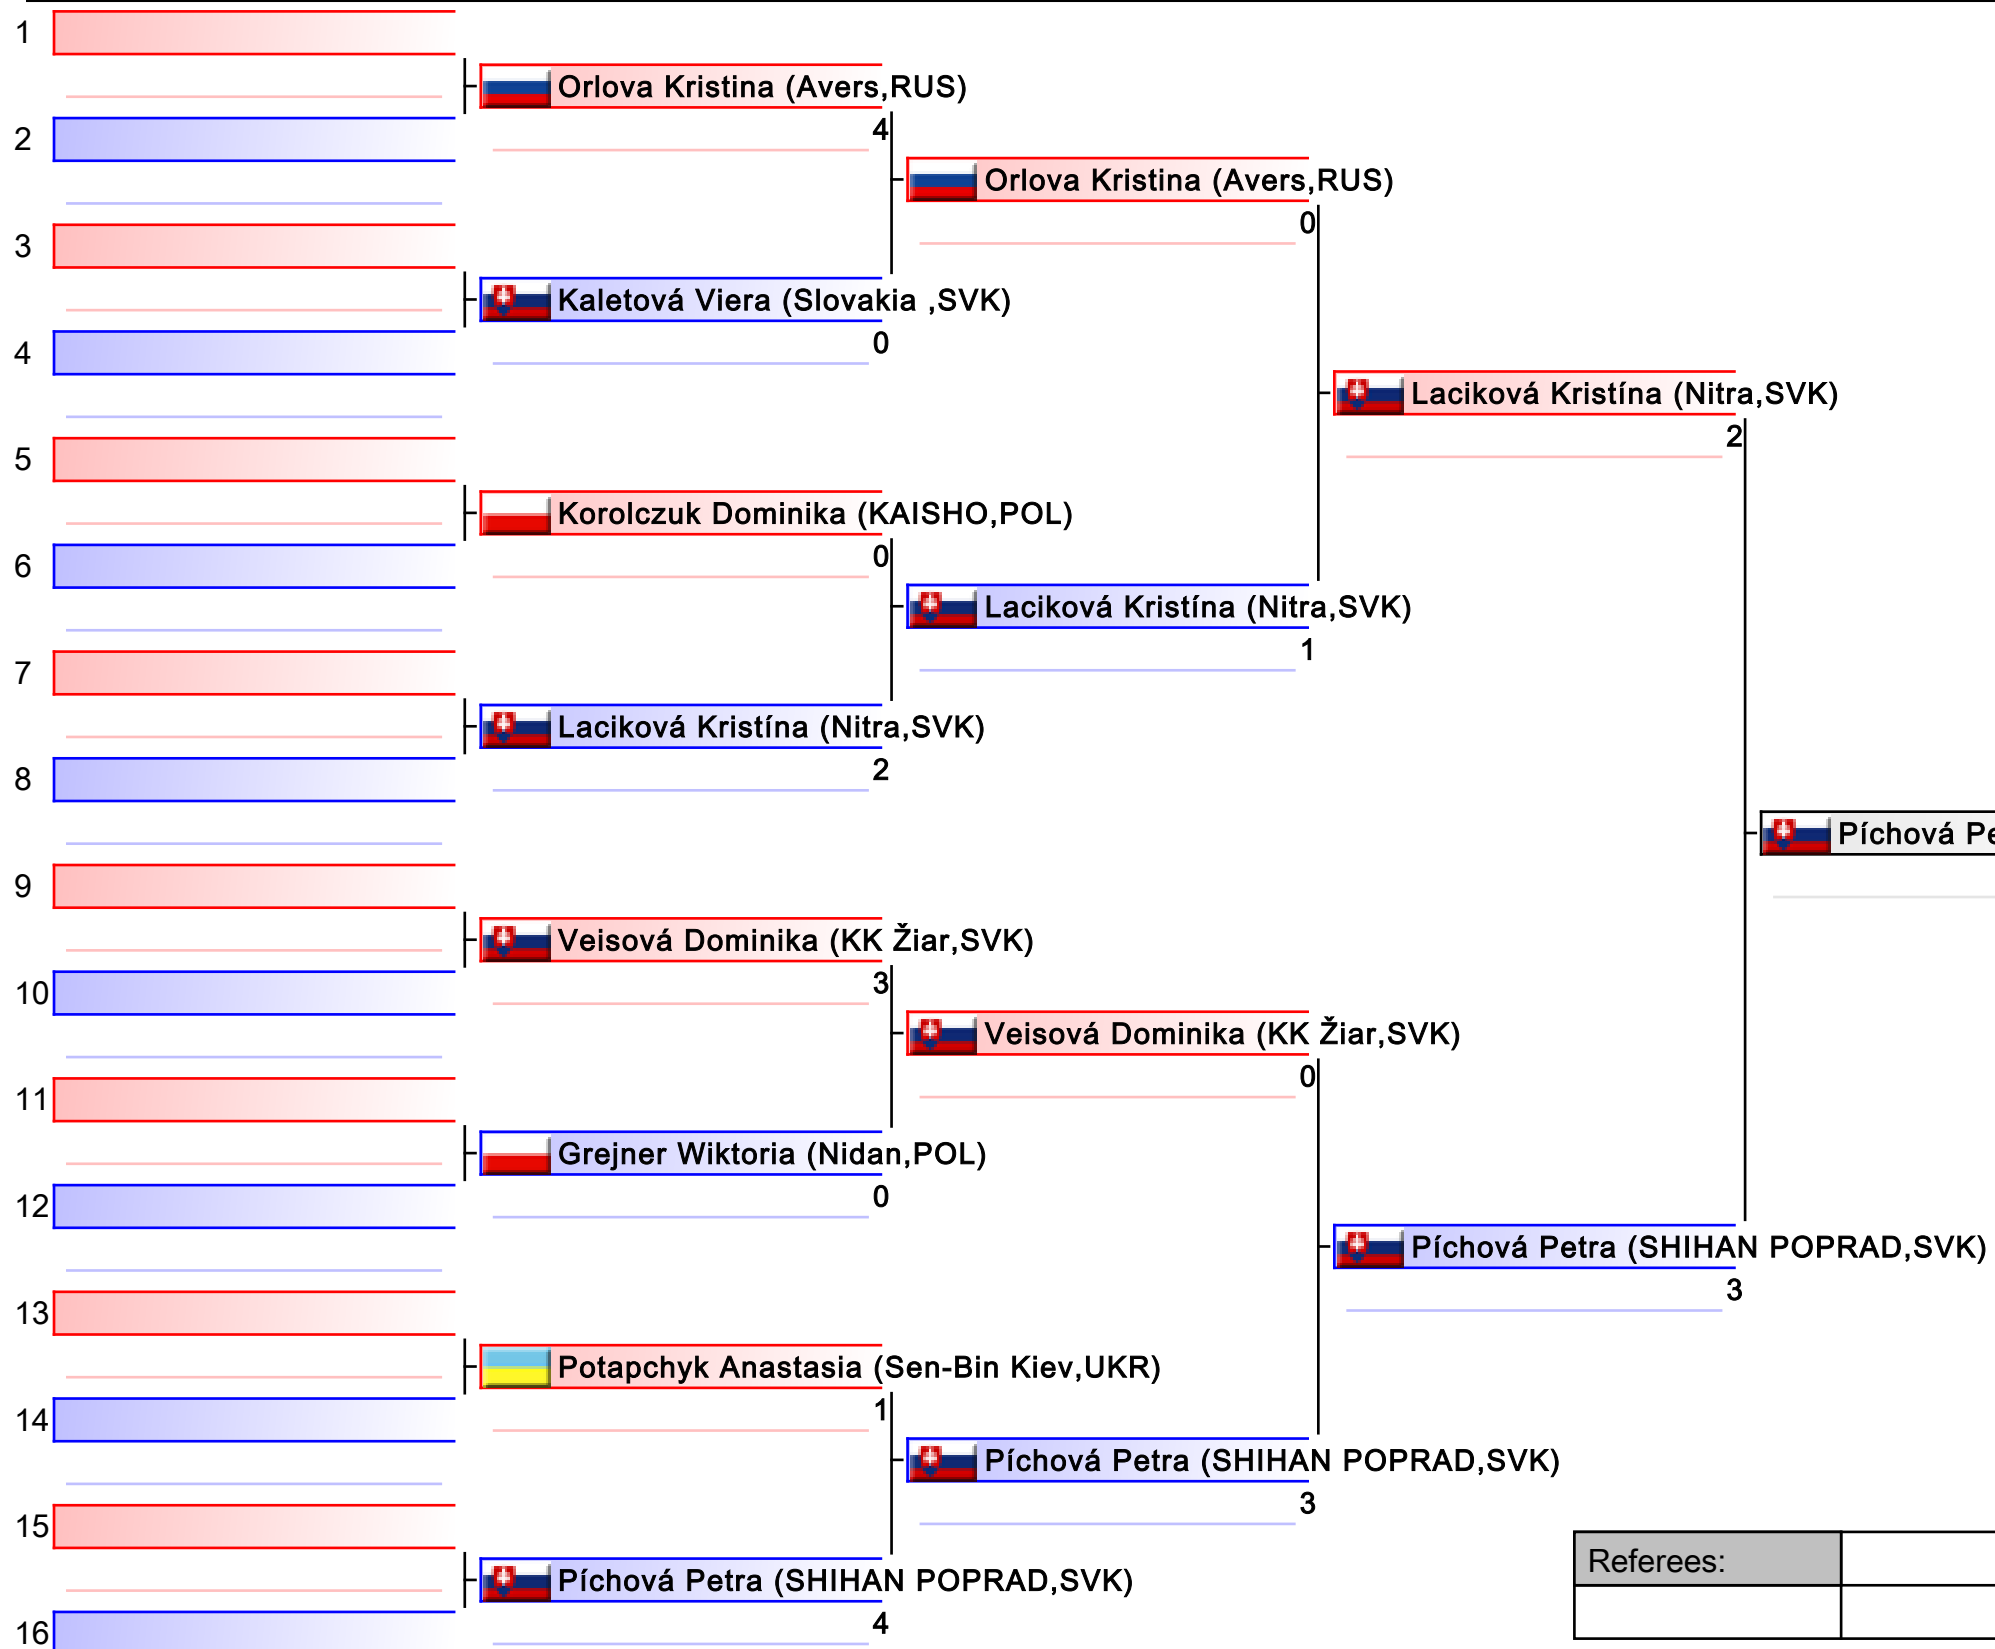 1
Orlova Kristina (Avers,RUS)
4
2
Orlova Kristina (Avers,RUS)
0
3
Kaletová Viera (Slovakia ,SVK)
0
4
Laciková Kristína (Nitra,SVK)
2
5
Korolczuk Dominika (KAISHO,POL)
0
6
Laciková Kristína (Nitra,SVK)
1
7
Laciková Kristína (Nitra,SVK)
2
8
Píchová
9
Veisová Dominika (KK Žiar,SVK)
3
10
Veisová Dominika (KK Žiar,SVK)
0
11
Grejner Wiktoria (Nidan,POL)
0
12
Píchová Petra (SHIHAN POPRAD,SVK)
3
13
Potapchyk Anastasia (Sen-Bin Kiev,UKR)
1
14
Píchová Petra (SHIHAN POPRAD,SVK)
3
15
Píchová Petra (SHIHAN POPRAD,SVK)
4
16
Referees: